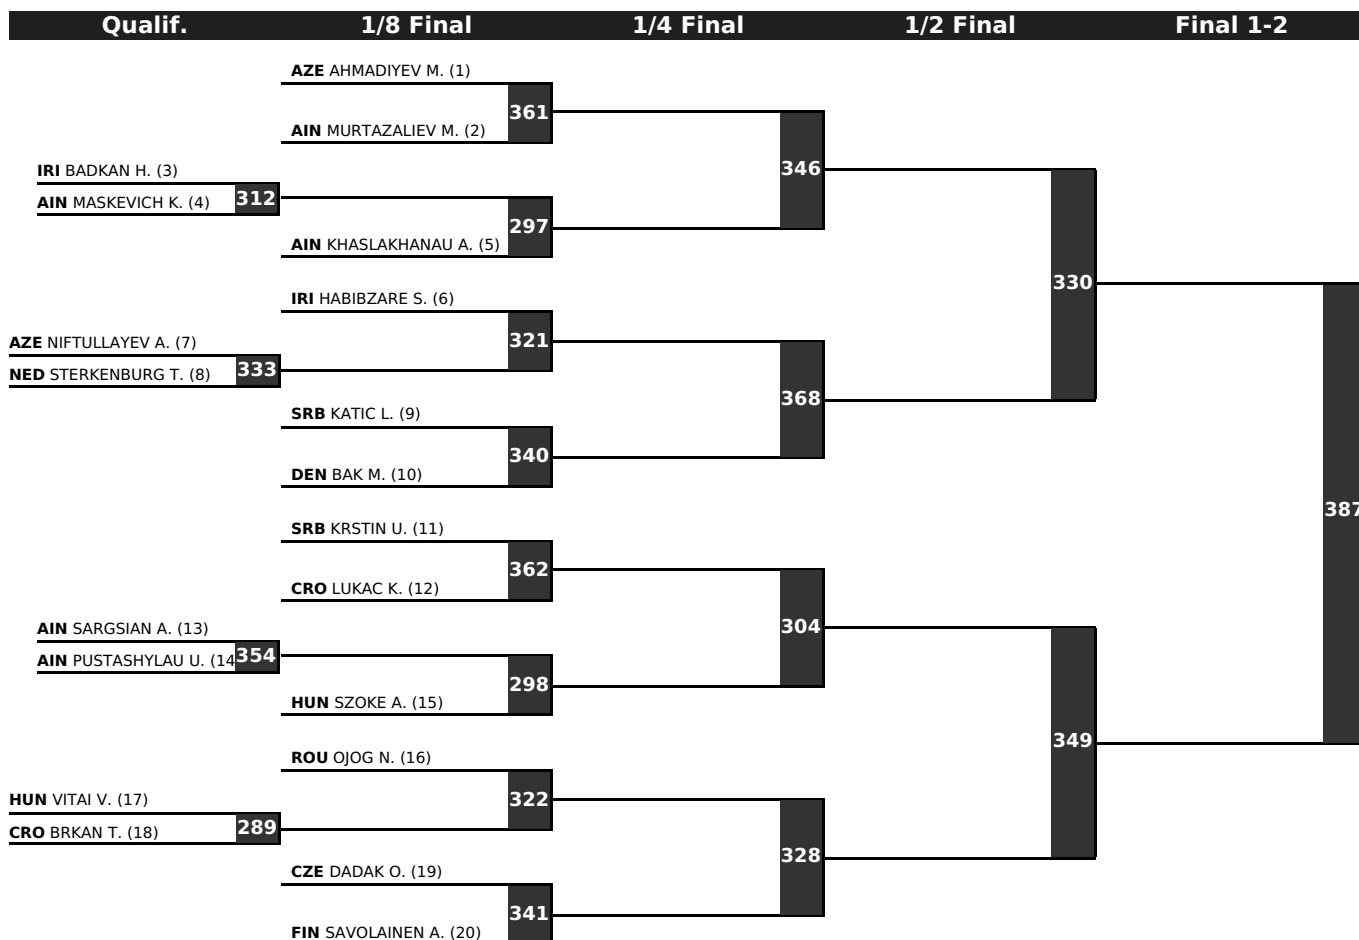 Qualif. 1/8 Final 1/4 Final 1/2 Final Final 1-2
AZE AHMADIYEV M. (1)
361
AIN MURTAZALIEV M. (2)
346
IRI BADKAN H. (3)
312
AIN MASKEVICH K. (4)
297
AIN KHASLAKHANAU A. (5)
330
IRI HABIBZARE S. (6)
321
AZE NIFTULLAYEV A. (7)
333
NED STERKENBURG T. (8)
368
SRB KATIC L. (9)
340
DEN BAK M. (10)
387
SRB KRSTIN U. (11)
362
CRO LUKAC K. (12)
304
AIN SARGSIAN A. (13)
354
AIN PUSTASHYLAU U. (14
298
HUN SZOKE A. (15)
349
ROU OJOG N. (16)
322
HUN VITAI V. (17)
289
CRO BRKAN T. (18)
328
CZE DADAK O. (19)
341
FIN SAVOLAINEN A. (20)